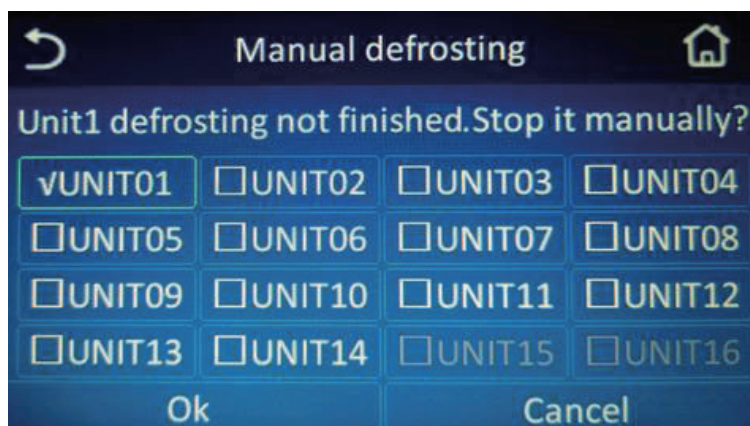 Manual defrosting
Unit1 defrosting not finished.Stop it manually?
√UNIT01 □UNIT02 □UNIT03 □UNIT04
□UNIT05 □UNIT06 □UNIT07 □UNIT08
□UNIT09 □UNIT10 □UNIT11 □UNIT12
□UNIT13 □UNIT14 □UNIT15 □UNIT16
Ok Cancel